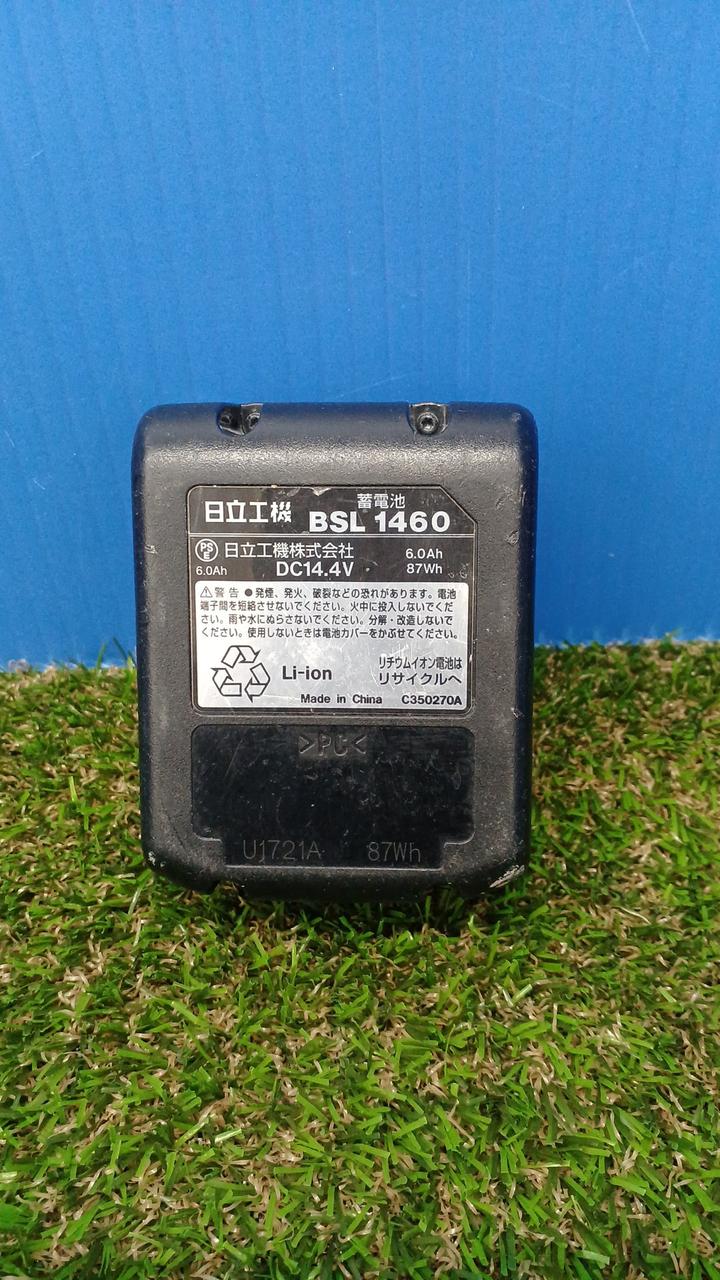 蓄電池
日立工機 BSL 1460
PSE 日立工機株式会社 6.0Ah
6.0Ah DC14.4V 87Wh
⚠警告 ●発煙、発火、破裂などの恐れがあります。電池
端子間を短絡させないでください。火中に投入しないでくだ
さい。雨や水にぬらさないでください。分解・改造しないで
ください。使用しないときは電池カバーをかぶせてください。
Li-ion リチウムイオン電池は
リサイクルへ
Made in China C350270A
>PC<
U1721A 87Wh